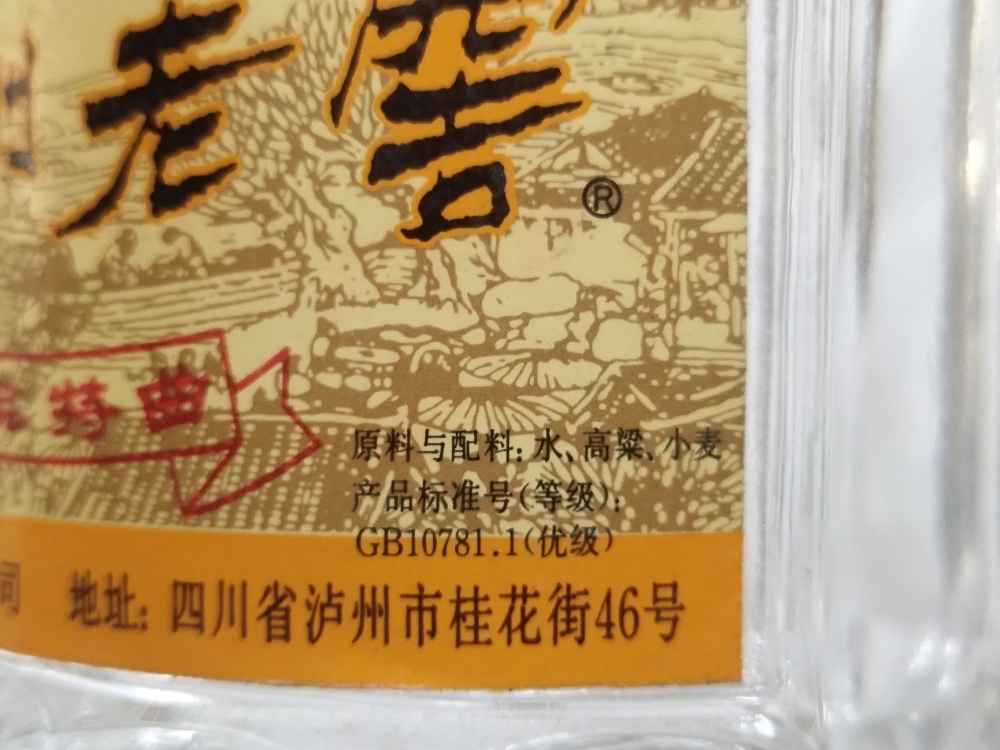 老窖®
特曲
原料与配料:水、高粱、小麦
产品标准号(等级):
GB10781.1(优级)
司 地址:四川省泸州市桂花街46号